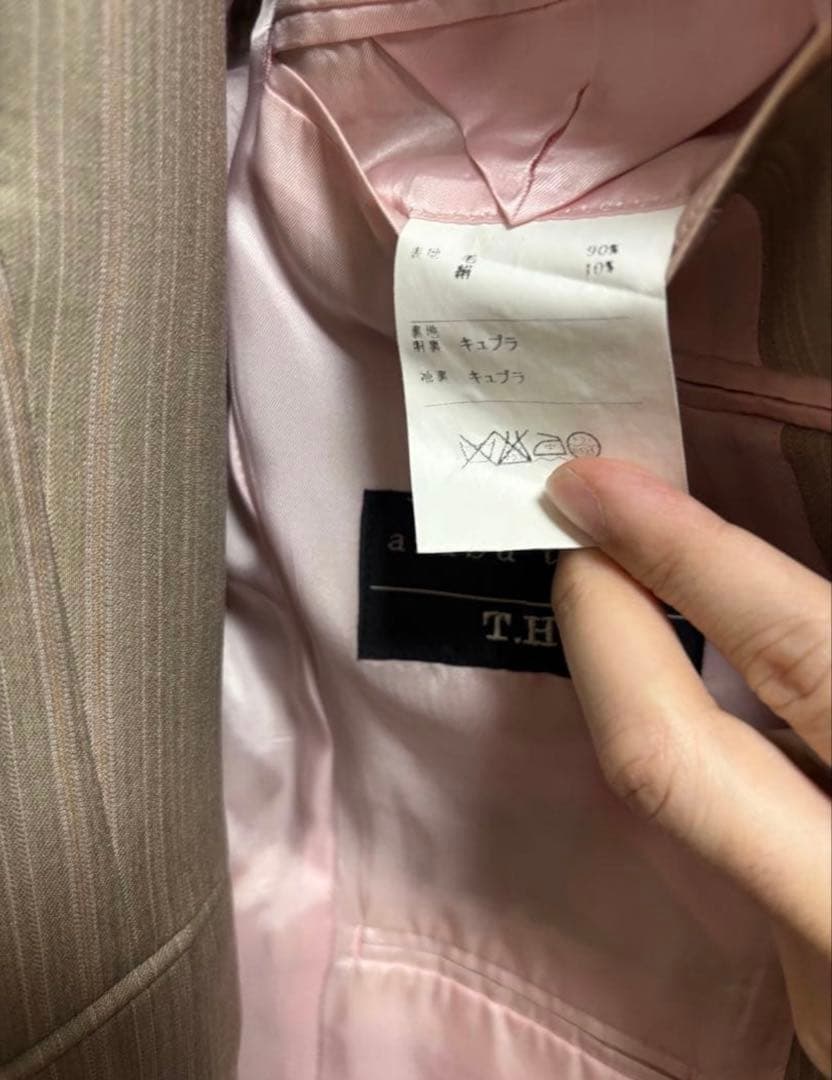 表地 毛 90%
絹 10%
裏地
胴裏 キュプラ
袖裏 キュプラ
T.H